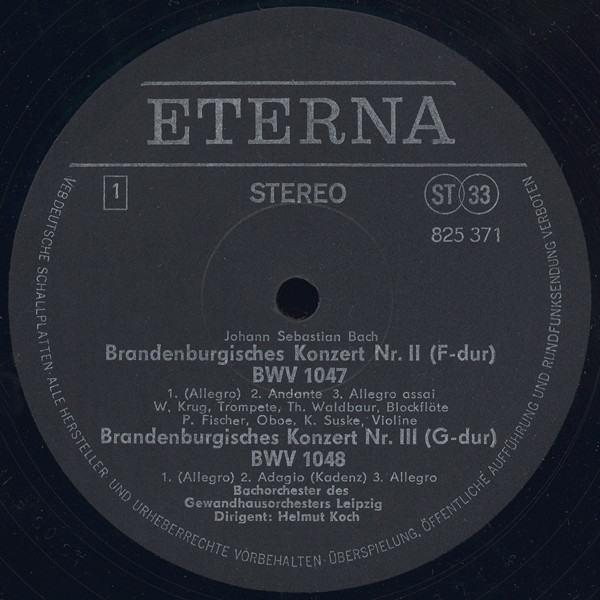 ETERNA
1 STEREO ST 33
825 371
Johann Sebastian Bach
Brandenburgisches Konzert Nr. II (F-dur)
BWV 1047
1. (Allegro) 2. Andante 3. Allegro assai
W. Krug, Trompete, Th. Waldbaur, Blockflöte
P. Fischer, Oboe, K. Suske, Violine
Brandenburgisches Konzert Nr. III (G-dur)
BWV 1048
1. (Allegro) 2. Adagio (Kadenz) 3. Allegro
Bachorchester des
Gewandhausorchesters Leipzig
Dirigent: Helmut Koch
VEB DEUTSCHE SCHALLPLATTEN · ALLE HERSTELLER UND URHEBERRECHTE VORBEHALTEN · ÜBERSPIELUNG, ÖFFENTLICHE AUFFÜHRUNG UND RUNDFUNKSENDUNG VERBOTEN